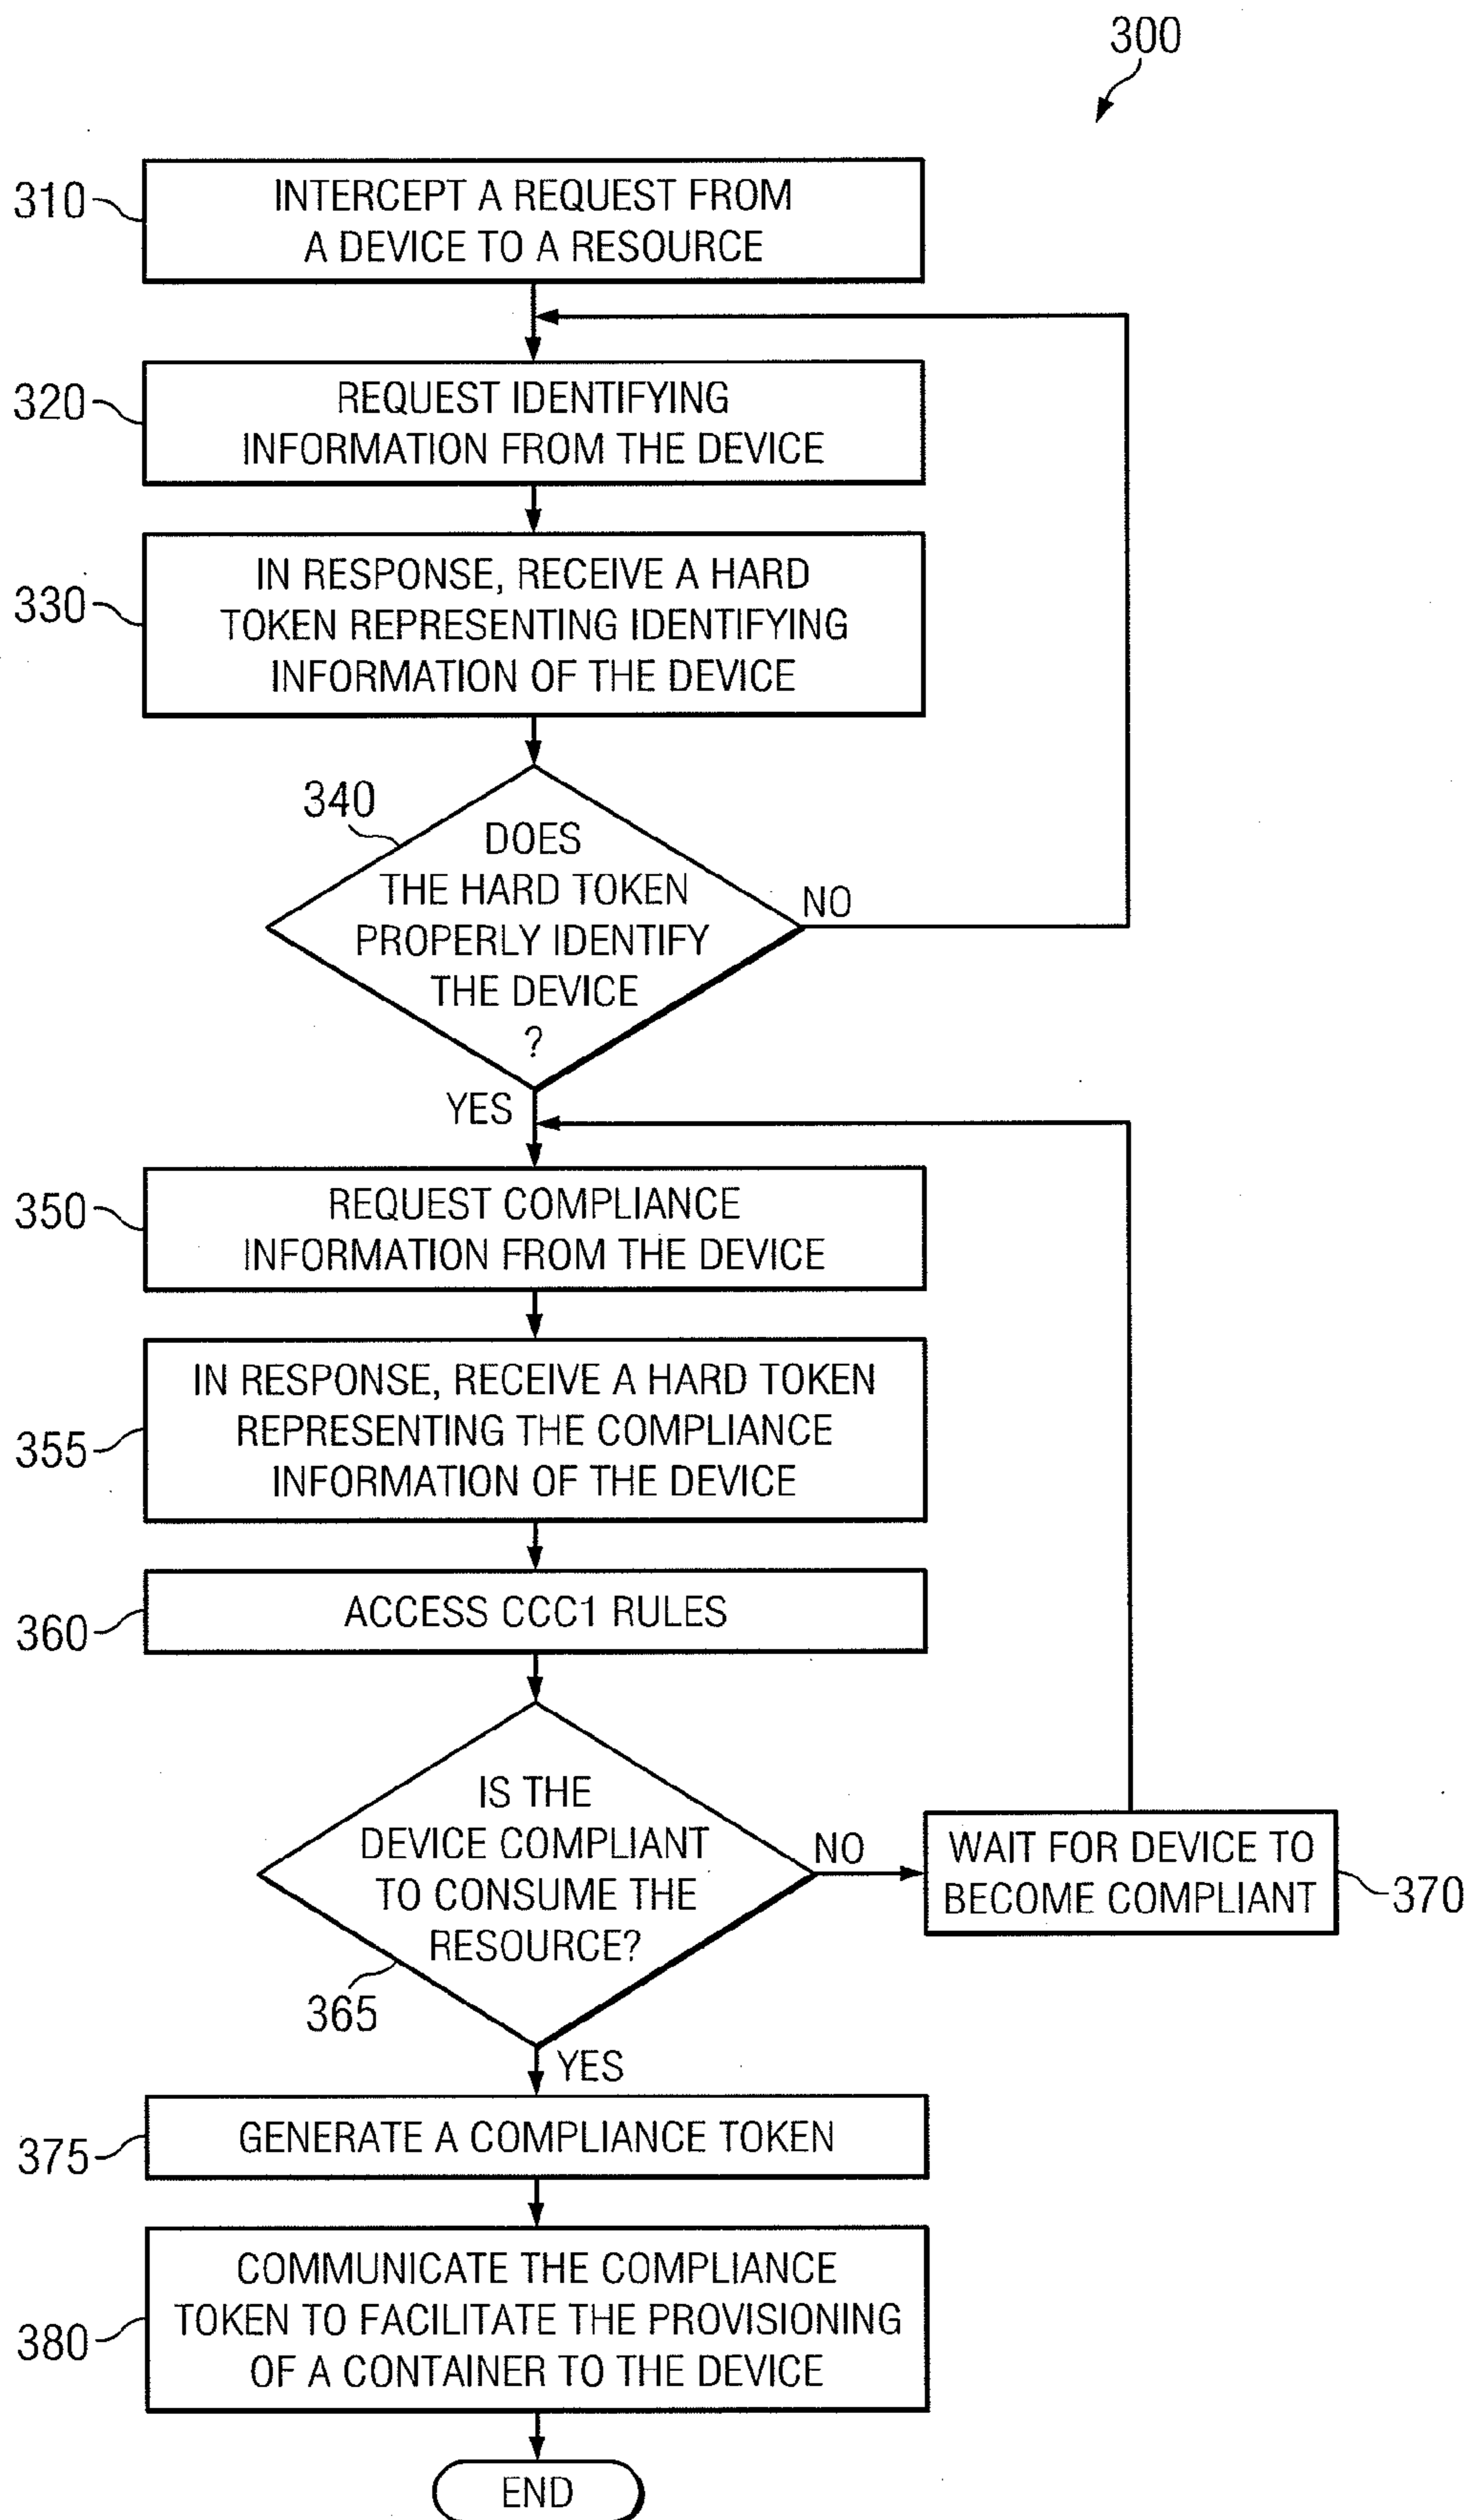 300
310
INTERCEPT A REQUEST FROM
A DEVICE TO A RESOURCE
320
REQUEST IDENTIFYING
INFORMATION FROM THE DEVICE
330
IN RESPONSE, RECEIVE A HARD
TOKEN REPRESENTING IDENTIFYING
INFORMATION OF THE DEVICE
340
DOES
THE HARD TOKEN
PROPERLY IDENTIFY
THE DEVICE
?
NO
YES
350
REQUEST COMPLIANCE
INFORMATION FROM THE DEVICE
355
IN RESPONSE, RECEIVE A HARD TOKEN
REPRESENTING THE COMPLIANCE
INFORMATION OF THE DEVICE
360
ACCESS CCC1 RULES
IS THE
DEVICE COMPLIANT
TO CONSUME THE
RESOURCE?
365
NO
WAIT FOR DEVICE TO
BECOME COMPLIANT
370
YES
375
GENERATE A COMPLIANCE TOKEN
380
COMMUNICATE THE COMPLIANCE
TOKEN TO FACILITATE THE PROVISIONING
OF A CONTAINER TO THE DEVICE
END